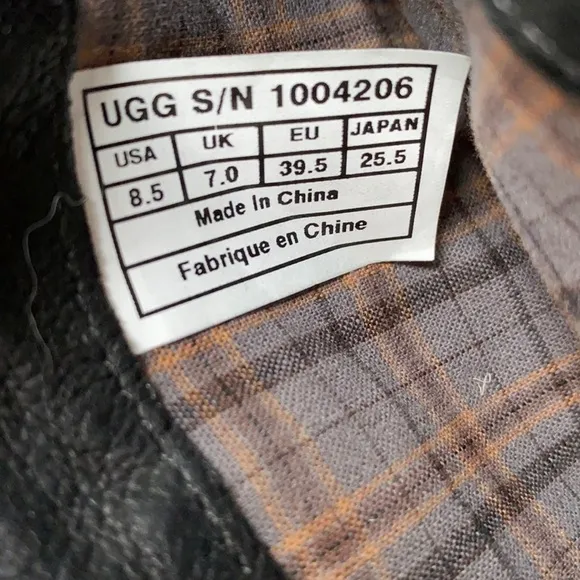 UGG S/N 1004206
USA UK EU JAPAN
8.5 7.0 39.5 25.5
Made In China
Fabrique en Chine